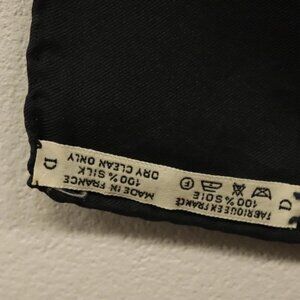 D
MADE IN FRANCE
100% SILK
DRY CLEAN ONLY
FABRIQUE EN FRANCE
100% SOIE
P
D